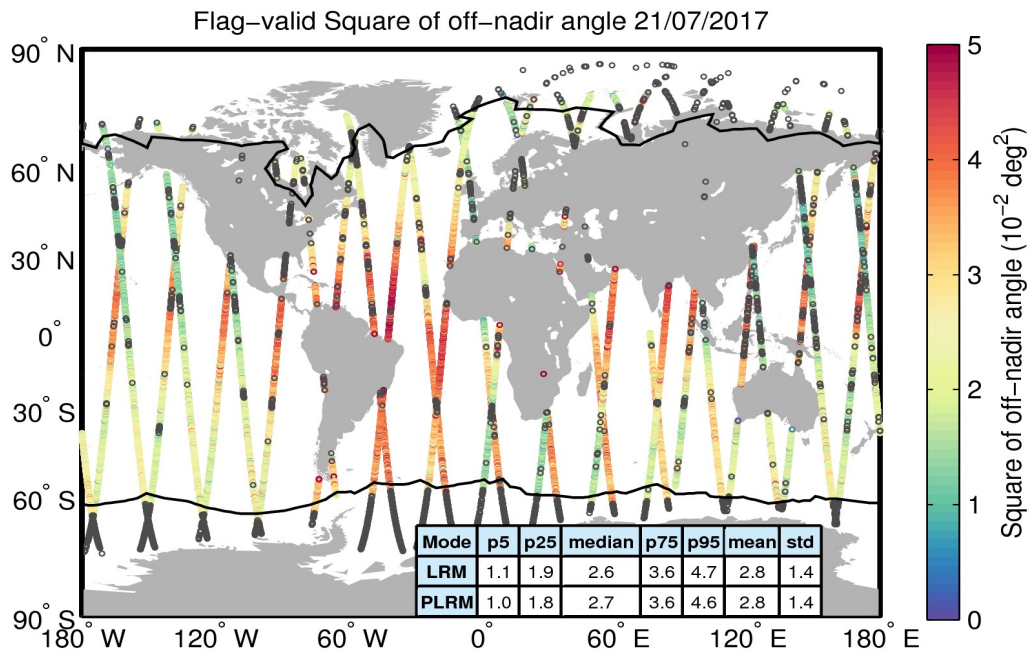 Flag−valid Square of off−nadir angle 21/07/2017
90° N
60° N
30° N
0°
30° S
60° S
90° S
180° W 120° W 60° W 0° 60° E 120° E 180° E
Mode p5 p25 median p75 p95 mean std
LRM 1.1 1.9 2.6 3.6 4.7 2.8 1.4
PLRM 1.0 1.8 2.7 3.6 4.6 2.8 1.4
5
4
3
2
1
0
Square of off−nadir angle (10⁻² deg²)